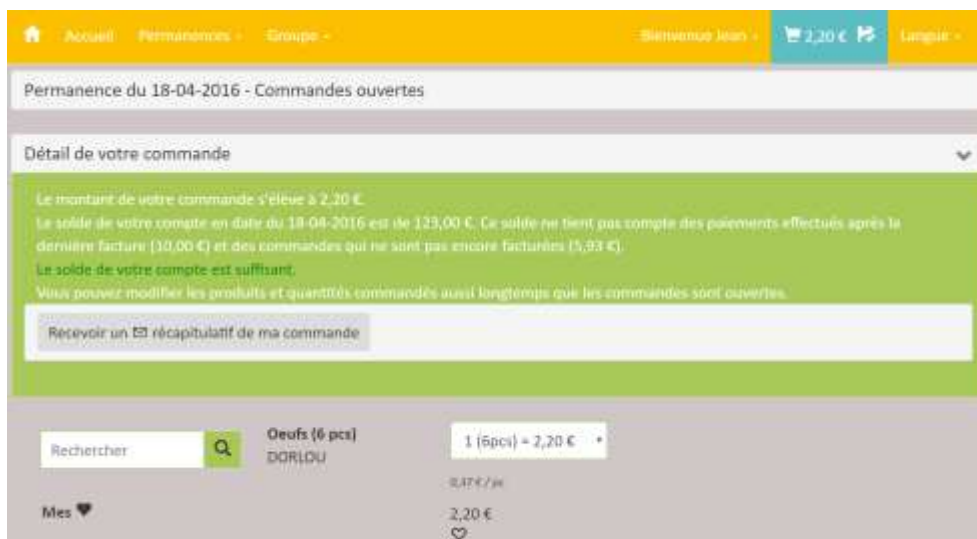 Accueil Permanences Groupe Bienvenue Jean 2,20 € Langue
Permanence du 18-04-2016 - Commandes ouvertes
Détail de votre commande
Le montant de votre commande s'élève à 2,20 €.
Le solde de votre compte en date du 18-04-2016 est de 123,00 €. Ce solde ne tient pas compte des paiements effectués après la
dernière facture (10,00 €) et des commandes qui ne sont pas encore facturées (5,93 €).
Le solde de votre compte est suffisant.
Vous pouvez modifier les produits et quantités commandés aussi longtemps que les commandes sont ouvertes.
Recevoir un récapitulatif de ma commande
Rechercher
Oeufs (6 pcs)
DORLOU
1 (6pcs) = 2,20 €
Mes
2,20 €